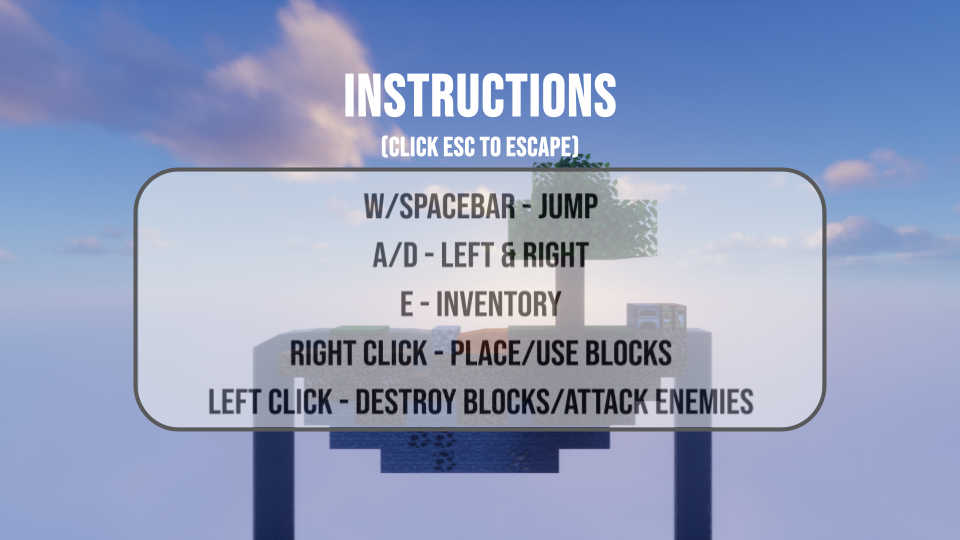 INSTRUCTIONS
(CLICK ESC TO ESCAPE)
W/SPACEBAR - JUMP
A/D - LEFT & RIGHT
E - INVENTORY
RIGHT CLICK - PLACE/USE BLOCKS
LEFT CLICK - DESTROY BLOCKS/ATTACK ENEMIES